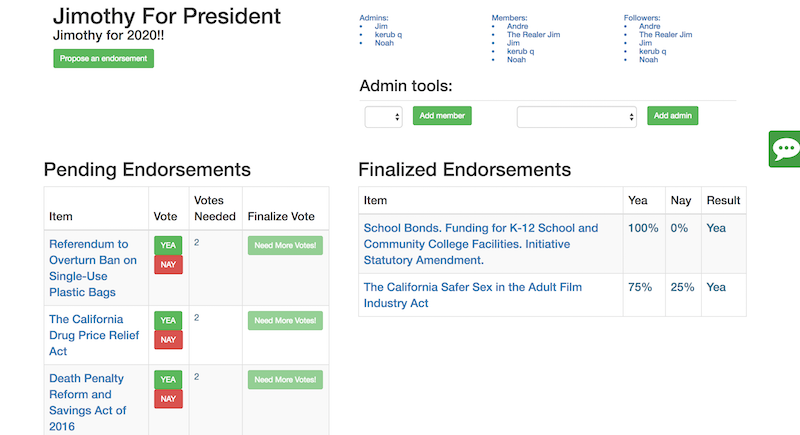 Jimothy For President
Jimothy for 2020!!
Propose an endorsement
Admins:
Jim
kerub q
Noah
Members:
Andre
The Realer Jim
Jim
kerub q
Noah
Followers:
Andre
The Realer Jim
Jim
kerub q
Noah
Admin tools:
Add member
Add admin
Pending Endorsements
Item Vote Votes Needed Finalize Vote
Referendum to
Overturn Ban on
Single-Use
Plastic Bags
YEA
NAY
2
Need More Votes!
The California
Drug Price Relief
Act
YEA
NAY
2
Need More Votes!
Death Penalty
Reform and
Savings Act of
2016
YEA
NAY
2
Need More Votes!
Finalized Endorsements
Item Yea Nay Result
School Bonds. Funding for K-12 School and
Community College Facilities. Initiative
Statutory Amendment.
100% 0% Yea
The California Safer Sex in the Adult Film
Industry Act
75% 25% Yea